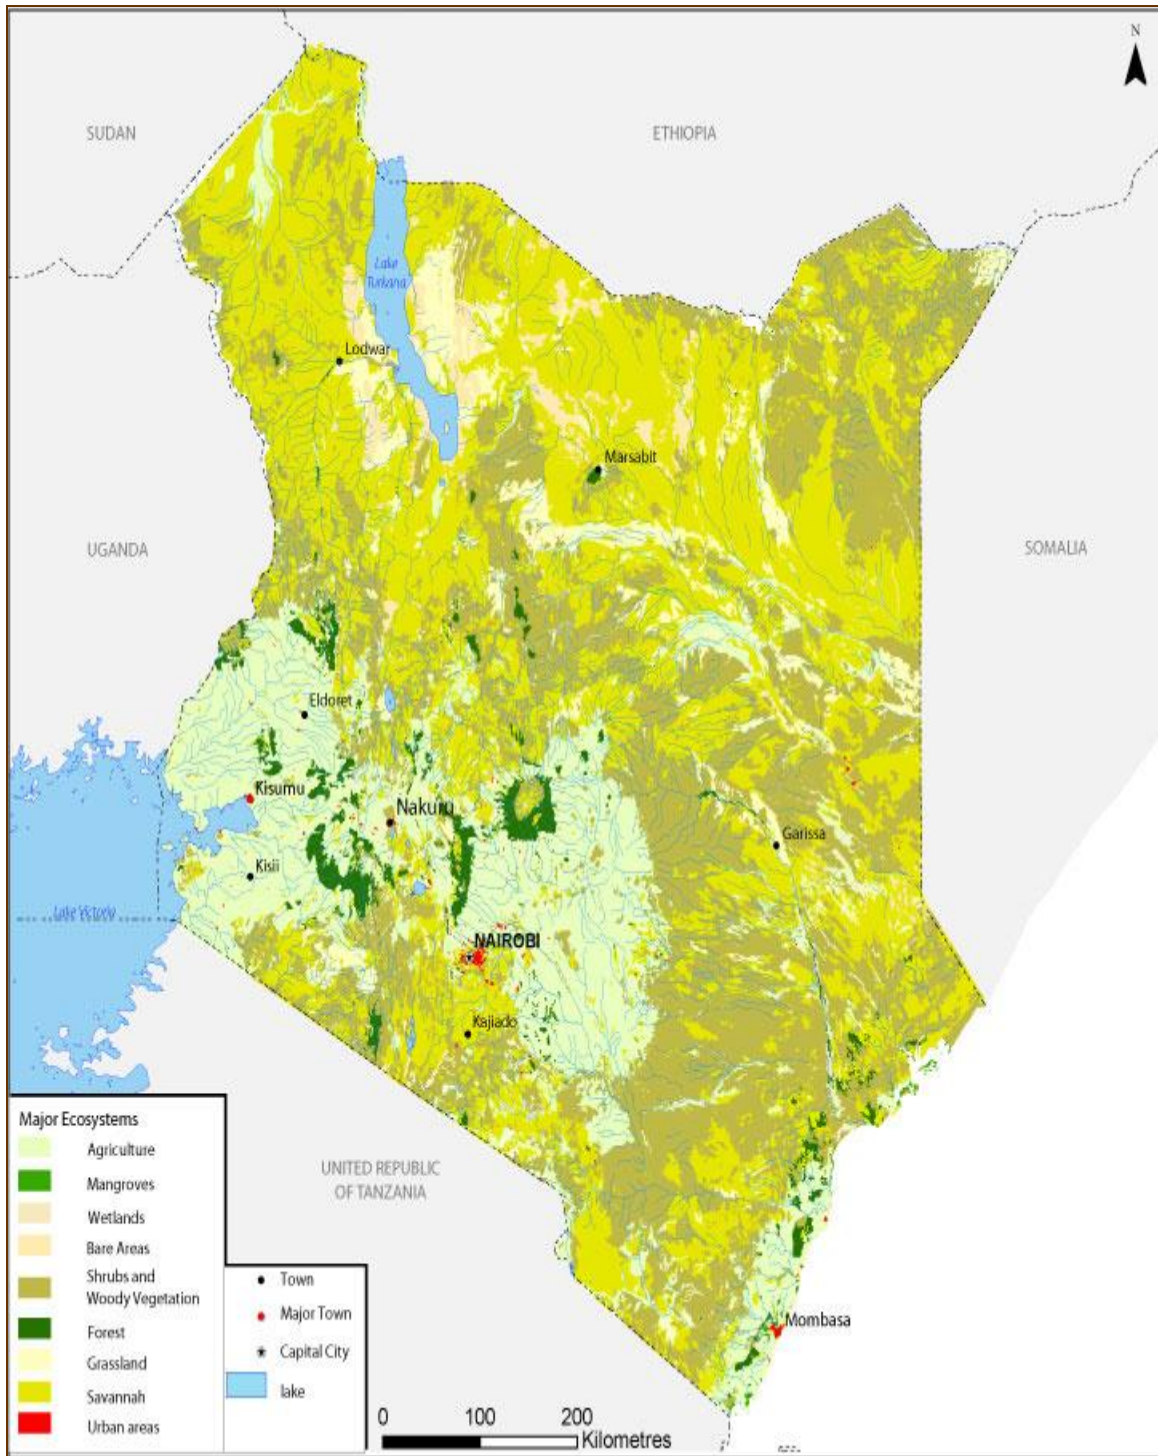 N
SUDAN
ETHIOPIA
Lake
Turkana
Lodwar
Marsabit
UGANDA
SOMALIA
Eldoret
Kisumu
Nakuru
Garissa
Kisii
Lake Victoria
NAIROBI
Kajiado
UNITED REPUBLIC
OF TANZANIA
Mombasa
Major Ecosystems
Agriculture
Mangroves
Wetlands
Bare Areas
Shrubs and
Woody Vegetation
Forest
Grassland
Savannah
Urban areas
Town
Major Town
Capital City
lake
0 100 200
Kilometres